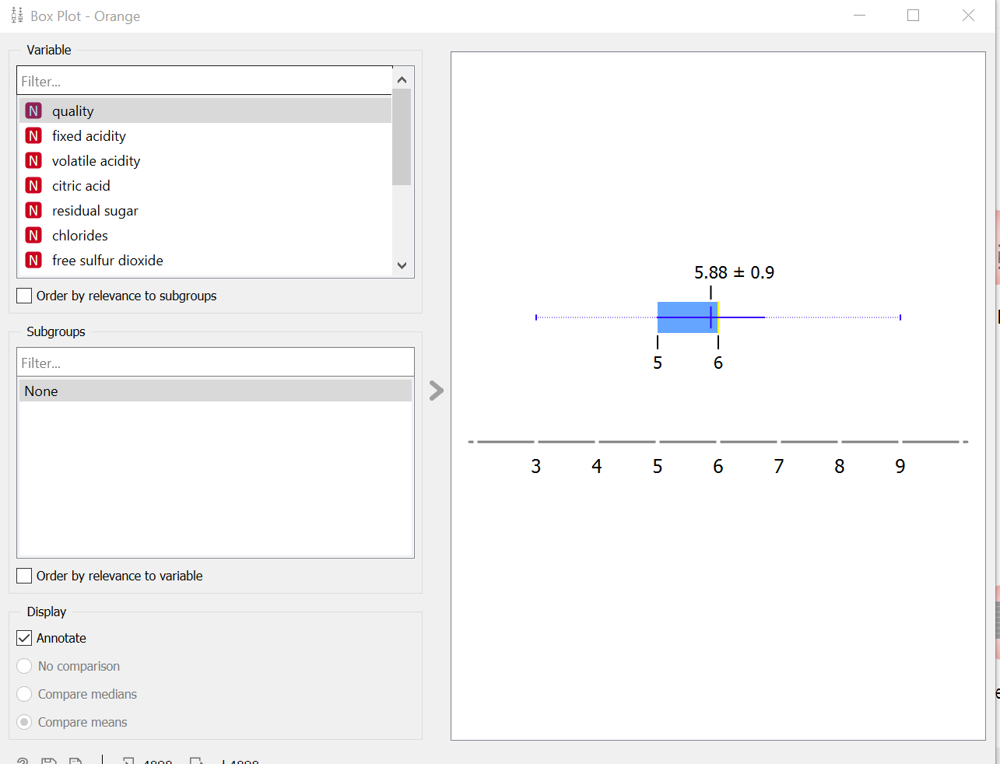 Box Plot - Orange
Variable
Filter...
N quality
N fixed acidity
N volatile acidity
N citric acid
N residual sugar
N chlorides
N free sulfur dioxide
Order by relevance to subgroups
Subgroups
Filter...
None
Order by relevance to variable
Display
Annotate
No comparison
Compare medians
Compare means
5.88 ± 0.9
5 6
3 4 5 6 7 8 9